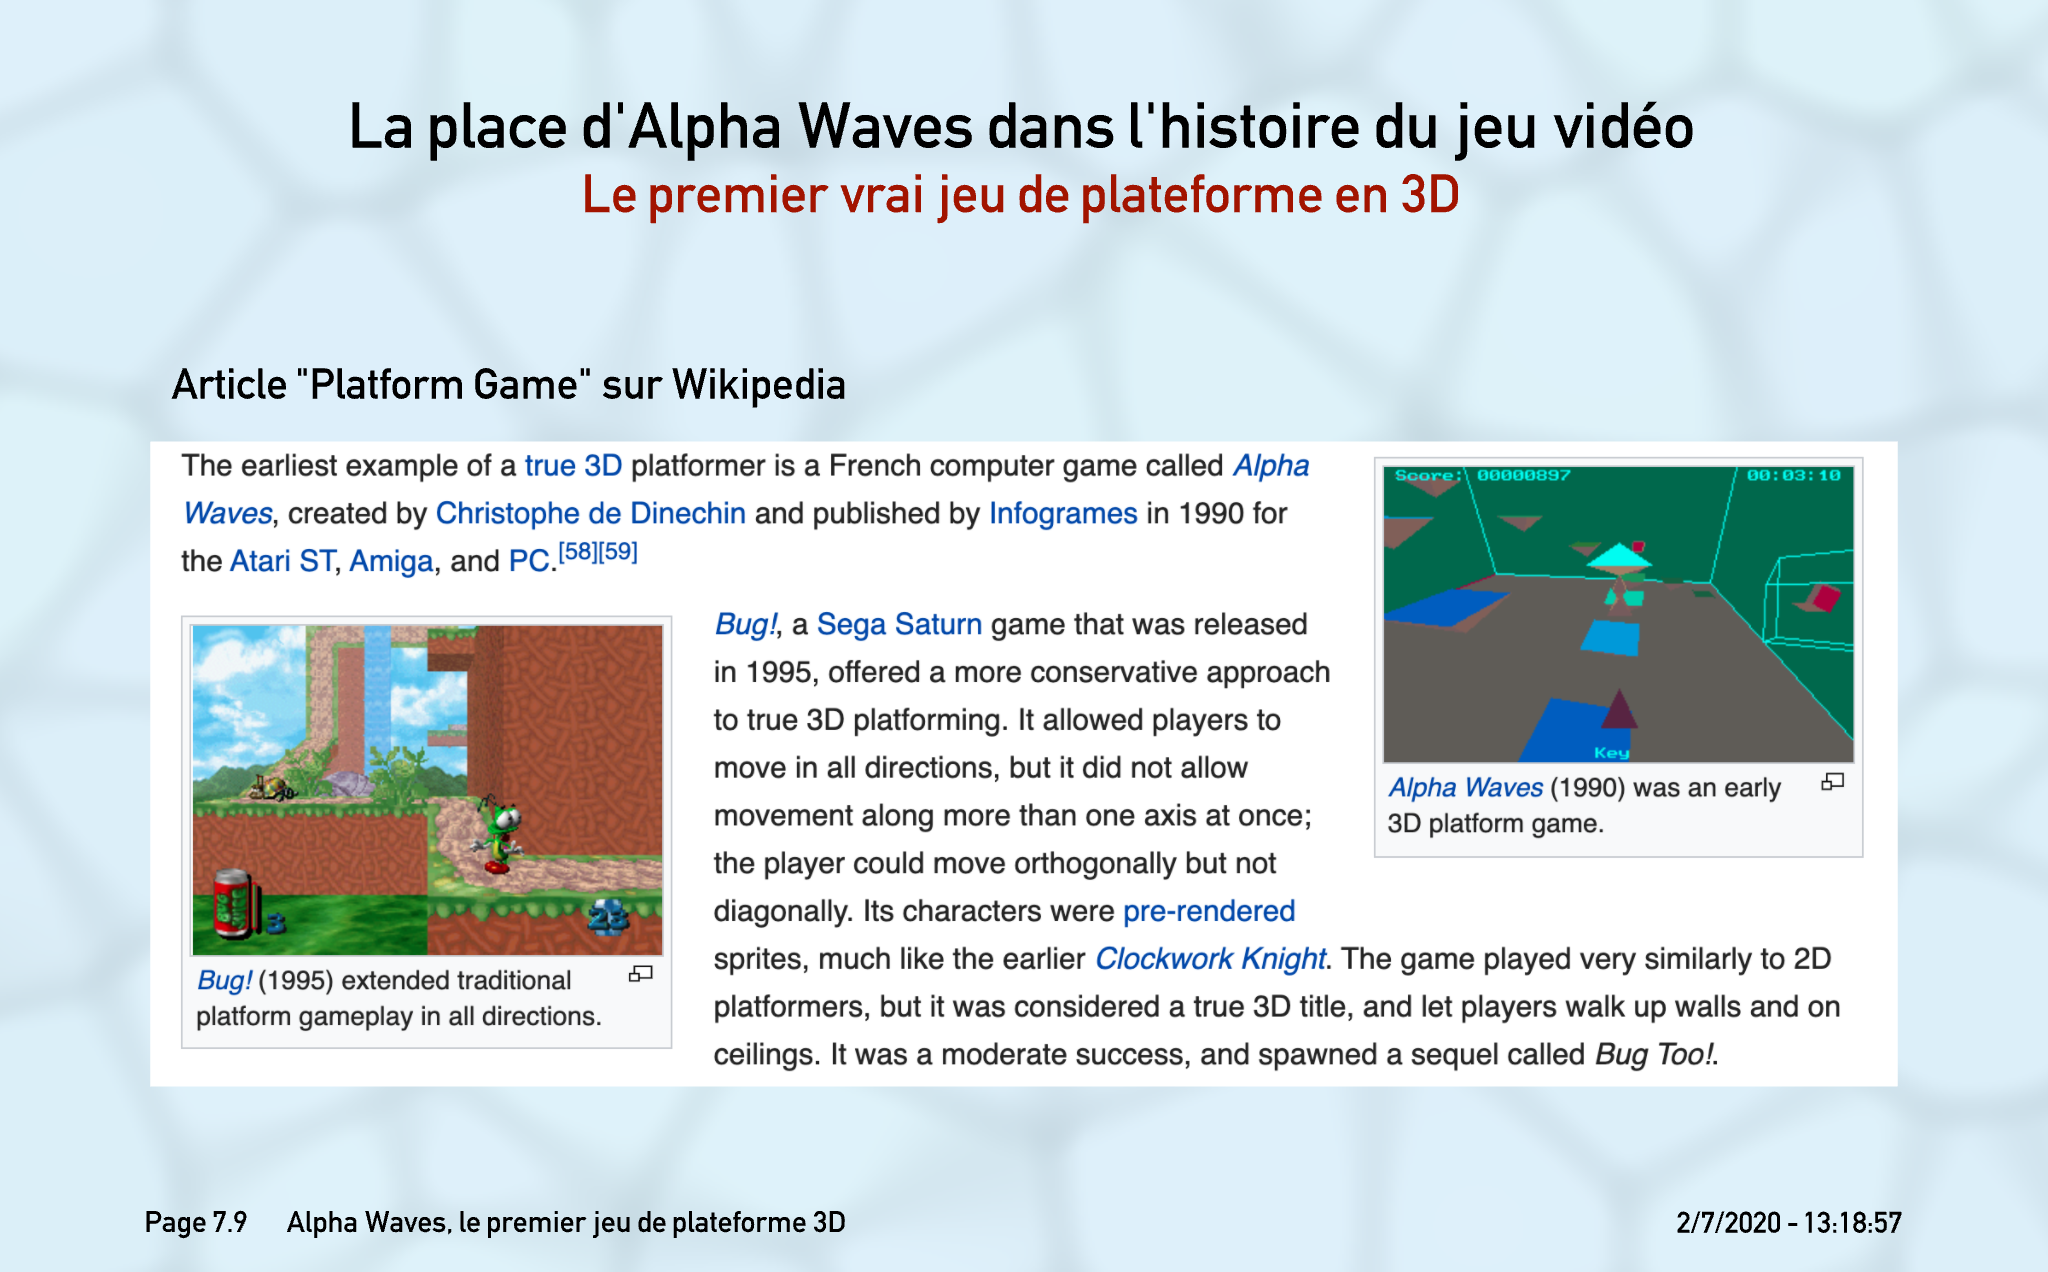 La place d'Alpha Waves dans l'histoire du jeu vidéo
Le premier vrai jeu de plateforme en 3D
Article "Platform Game" sur Wikipedia
The earliest example of a true 3D platformer is a French computer game called Alpha
Waves, created by Christophe de Dinechin and published by Infogrames in 1990 for
the Atari ST, Amiga, and PC.[58][59]
Score: 00000897
00:03:10
Key
Alpha Waves (1990) was an early
3D platform game.
3
28
Bug! (1995) extended traditional
platform gameplay in all directions.
Bug!, a Sega Saturn game that was released
in 1995, offered a more conservative approach
to true 3D platforming. It allowed players to
move in all directions, but it did not allow
movement along more than one axis at once;
the player could move orthogonally but not
diagonally. Its characters were pre-rendered
sprites, much like the earlier Clockwork Knight. The game played very similarly to 2D
platformers, but it was considered a true 3D title, and let players walk up walls and on
ceilings. It was a moderate success, and spawned a sequel called Bug Too!.
Page 7.9 Alpha Waves, le premier jeu de plateforme 3D
2/7/2020 - 13:18:57